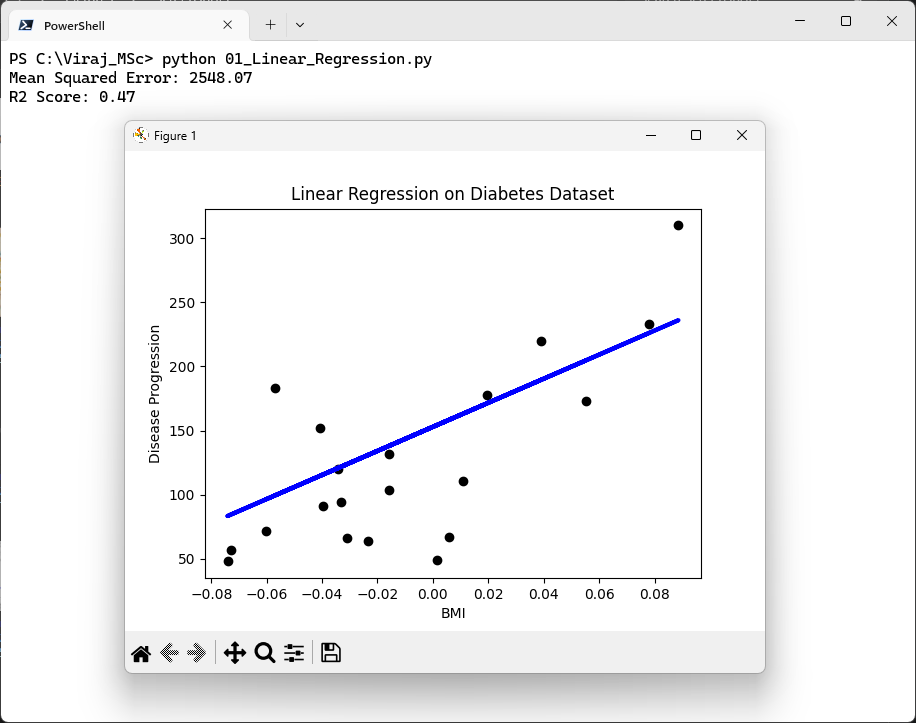 PowerShell
PS C:\Viraj_MSc> python 01_Linear_Regression.py
Mean Squared Error: 2548.07
R2 Score: 0.47
Figure 1
Linear Regression on Diabetes Dataset
300
250
200
150
100
50
Disease Progression
−0.08 −0.06 −0.04 −0.02 0.00 0.02 0.04 0.06 0.08
BMI